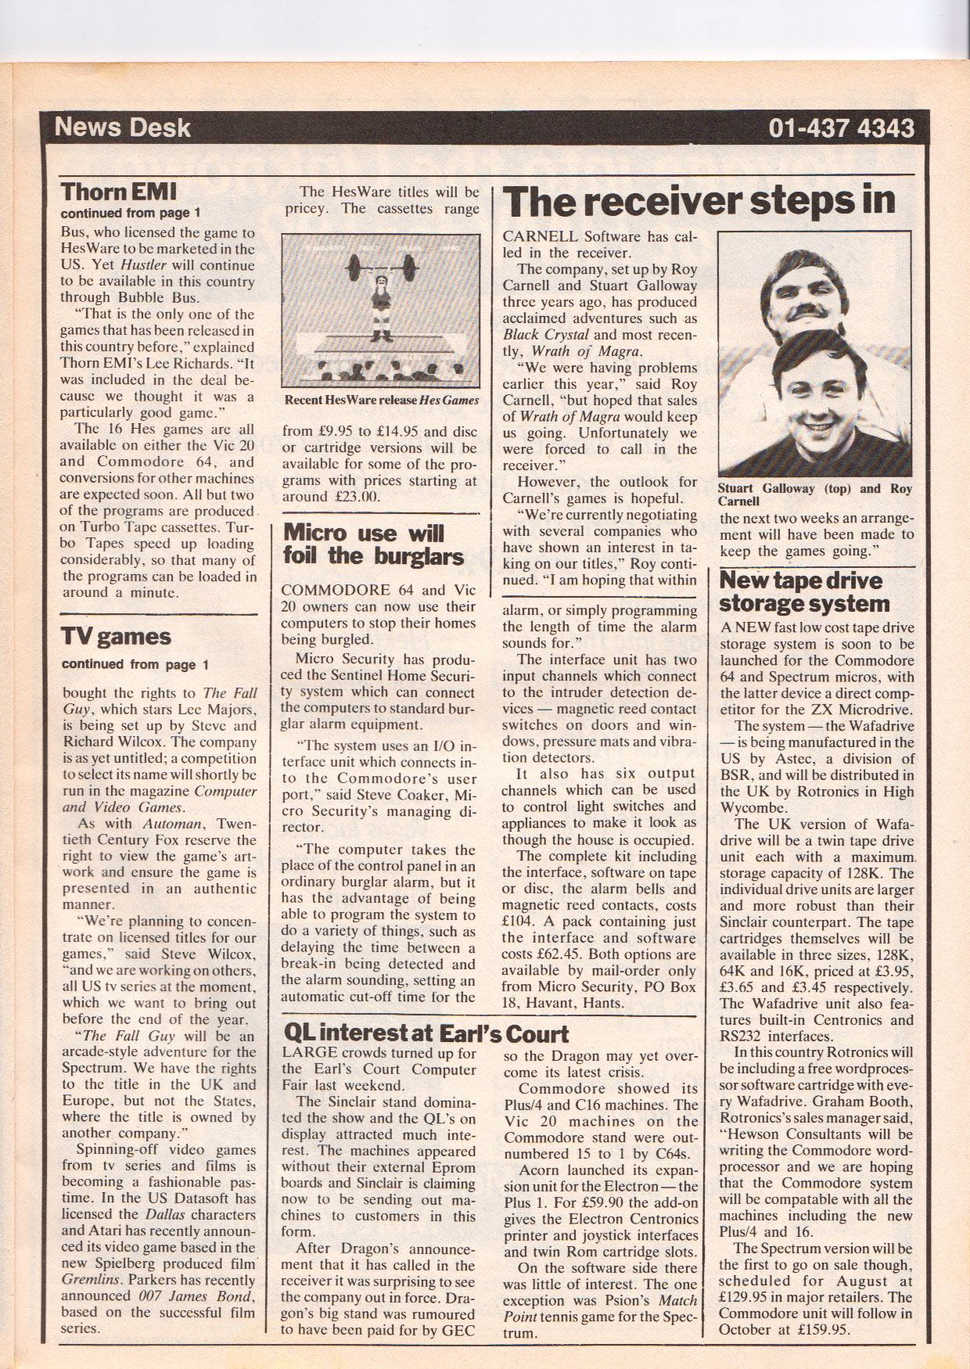 News Desk
01-437 4343
Thorn EMI
continued from page 1
Bus, who licensed the game to
HesWare to be marketed in the
US. Yet Hustler will continue
to be available in this country
through Bubble Bus.
"That is the only one of the
games that has been released in
this country before," explained
Thorn EMI's Lee Richards. "It
was included in the deal be-
cause we thought it was a
particularly good game."
The 16 Hes games are all
available on either the Vic 20
and Commodore 64, and
conversions for other machines
are expected soon. All but two
of the programs are produced
on Turbo Tape cassettes. Tur-
bo Tapes speed up loading
considerably, so that many of
the programs can be loaded in
around a minute.
The HesWare titles will be
pricey. The cassettes range
Recent HesWare release Hes Games
from £9.95 to £14.95 and disc
or cartridge versions will be
available for some of the pro-
grams with prices starting at
around £23.00.
TV games
continued from page 1
bought the rights to The Fall
Guy, which stars Lee Majors,
is being set up by Steve and
Richard Wilcox. The company
is as yet untitled; a competition
to select its name will shortly be
run in the magazine Computer
and Video Games.
As with Automan, Twen-
tieth Century Fox reserve the
right to view the game's art-
work and ensure the game is
presented in an authentic
manner.
"We're planning to concen-
trate on licensed titles for our
games," said Steve Wilcox,
"and we are working on others,
all US tv series at the moment,
which we want to bring out
before the end of the year.
"The Fall Guy will be an
arcade-style adventure for the
Spectrum. We have the rights
to the title in the UK and
Europe, but not the States,
where the title is owned by
another company."
Spinning-off video games
from tv series and films is
becoming a fashionable pas-
time. In the US Datasoft has
licensed the Dallas characters
and Atari has recently announ-
ced its video game based in the
new Spielberg produced film
Gremlins. Parkers has recently
announced 007 James Bond,
based on the successful film
series.
Micro use will
foil the burglars
COMMODORE 64 and Vic
20 owners can now use their
computers to stop their homes
being burgled.
Micro Security has produ-
ced the Sentinel Home Securi-
ty system which can connect
the computers to standard bur-
glar alarm equipment.
"The system uses an I/O in-
terface unit which connects in-
to the Commodore's user
port," said Steve Coaker, Mi-
cro Security's managing di-
rector.
"The computer takes the
place of the control panel in an
ordinary burglar alarm, but it
has the advantage of being
able to program the system to
do a variety of things, such as
delaying the time between a
break-in being detected and
the alarm sounding, setting an
automatic cut-off time for the
alarm, or simply programming
the length of time the alarm
sounds for."
The interface unit has two
input channels which connect
to the intruder detection de-
vices — magnetic reed contact
switches on doors and win-
dows, pressure mats and vibra-
tion detectors.
It also has six output
channels which can be used
to control light switches and
appliances to make it look as
though the house is occupied.
The complete kit including
the interface, software on tape
or disc, the alarm bells and
magnetic reed contacts, costs
£104. A pack containing just
the interface and software
costs £62.45. Both options are
available by mail-order only
from Micro Security, PO Box
18, Havant, Hants.
The receiver steps in
CARNELL Software has cal-
led in the receiver.
The company, set up by Roy
Carnell and Stuart Galloway
three years ago, has produced
acclaimed adventures such as
Black Crystal and most recen-
tly, Wrath of Magra.
"We were having problems
earlier this year," said Roy
Carnell, "but hoped that sales
of Wrath of Magra would keep
us going. Unfortunately we
were forced to call in the
receiver."
However, the outlook for
Carnell's games is hopeful.
"We're currently negotiating
with several companies who
have shown an interest in ta-
king on our titles," Roy conti-
nued. "I am hoping that within
Stuart Galloway (top) and Roy
Carnell
the next two weeks an arrange-
ment will have been made to
keep the games going."
New tape drive
storage system
A NEW fast low cost tape drive
storage system is soon to be
launched for the Commodore
64 and Spectrum micros, with
the latter device a direct comp-
etitor for the ZX Microdrive.
The system — the Wafadrive
— is being manufactured in the
US by Astec, a division of
BSR, and will be distributed in
the UK by Rotronics in High
Wycombe.
The UK version of Wafa-
drive will be a twin tape drive
unit each with a maximum
storage capacity of 128K. The
individual drive units are larger
and more robust than their
Sinclair counterpart. The tape
cartridges themselves will be
available in three sizes, 128K,
64K and 16K, priced at £3.95,
£3.65 and £3.45 respectively.
The Wafadrive unit also fea-
tures built-in Centronics and
RS232 interfaces.
In this country Rotronics will
be including a free wordproces-
sor software cartridge with eve-
ry Wafadrive. Graham Booth,
Rotronics's sales manager said,
"Hewson Consultants will be
writing the Commodore word-
processor and we are hoping
that the Commodore system
will be compatable with all the
machines including the new
Plus/4 and 16.
The Spectrum version will be
the first to go on sale though,
scheduled for August at
£129.95 in major retailers. The
Commodore unit will follow in
October at £159.95.
QL interest at Earl's Court
LARGE crowds turned up for
the Earl's Court Computer
Fair last weekend.
The Sinclair stand domina-
ted the show and the QL's on
display attracted much inte-
rest. The machines appeared
without their external Eprom
boards and Sinclair is claiming
now to be sending out ma-
chines to customers in this
form.
After Dragon's announce-
ment that it has called in the
receiver it was surprising to see
the company out in force. Dra-
gon's big stand was rumoured
to have been paid for by GEC
so the Dragon may yet over-
come its latest crisis.
Commodore showed its
Plus/4 and C16 machines. The
Vic 20 machines on the
Commodore stand were out-
numbered 15 to 1 by C64s.
Acorn launched its expan-
sion unit for the Electron — the
Plus 1. For £59.90 the add-on
gives the Electron Centronics
printer and joystick interfaces
and twin Rom cartridge slots.
On the software side there
was little of interest. The one
exception was Psion's Match
Point tennis game for the Spec-
trum.